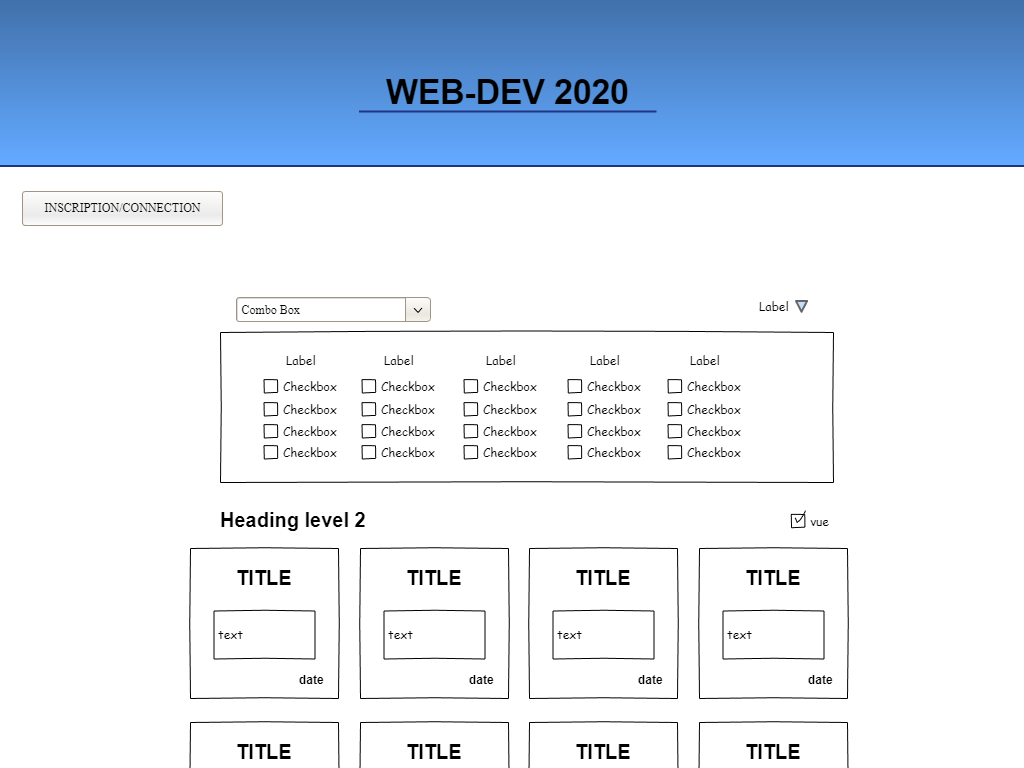 WEB-DEV 2020
INSCRIPTION/CONNECTION
Combo Box
Label
Label Label Label Label Label
Checkbox Checkbox Checkbox Checkbox Checkbox
Checkbox Checkbox Checkbox Checkbox Checkbox
Checkbox Checkbox Checkbox Checkbox Checkbox
Checkbox Checkbox Checkbox Checkbox Checkbox
Heading level 2
vue
TITLE TITLE TITLE TITLE
text text text text
date date date date
TITLE TITLE TITLE TITLE